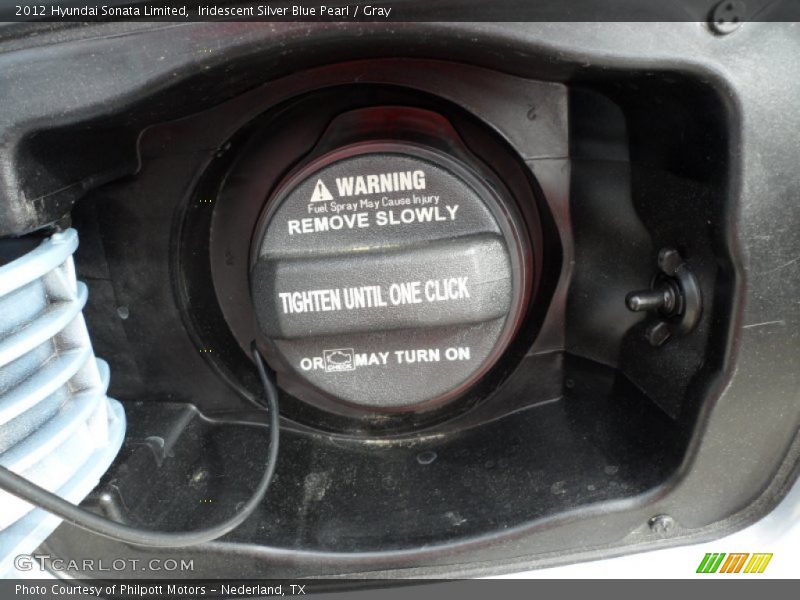 2012 Hyundai Sonata Limited,  Iridescent Silver Blue Pearl / Gray
WARNING
Fuel Spray May Cause Injury
REMOVE SLOWLY
TIGHTEN UNTIL ONE CLICK
OR CHECK MAY TURN ON
GTCARLOT.COM
Photo Courtesy of Philpott Motors - Nederland, TX